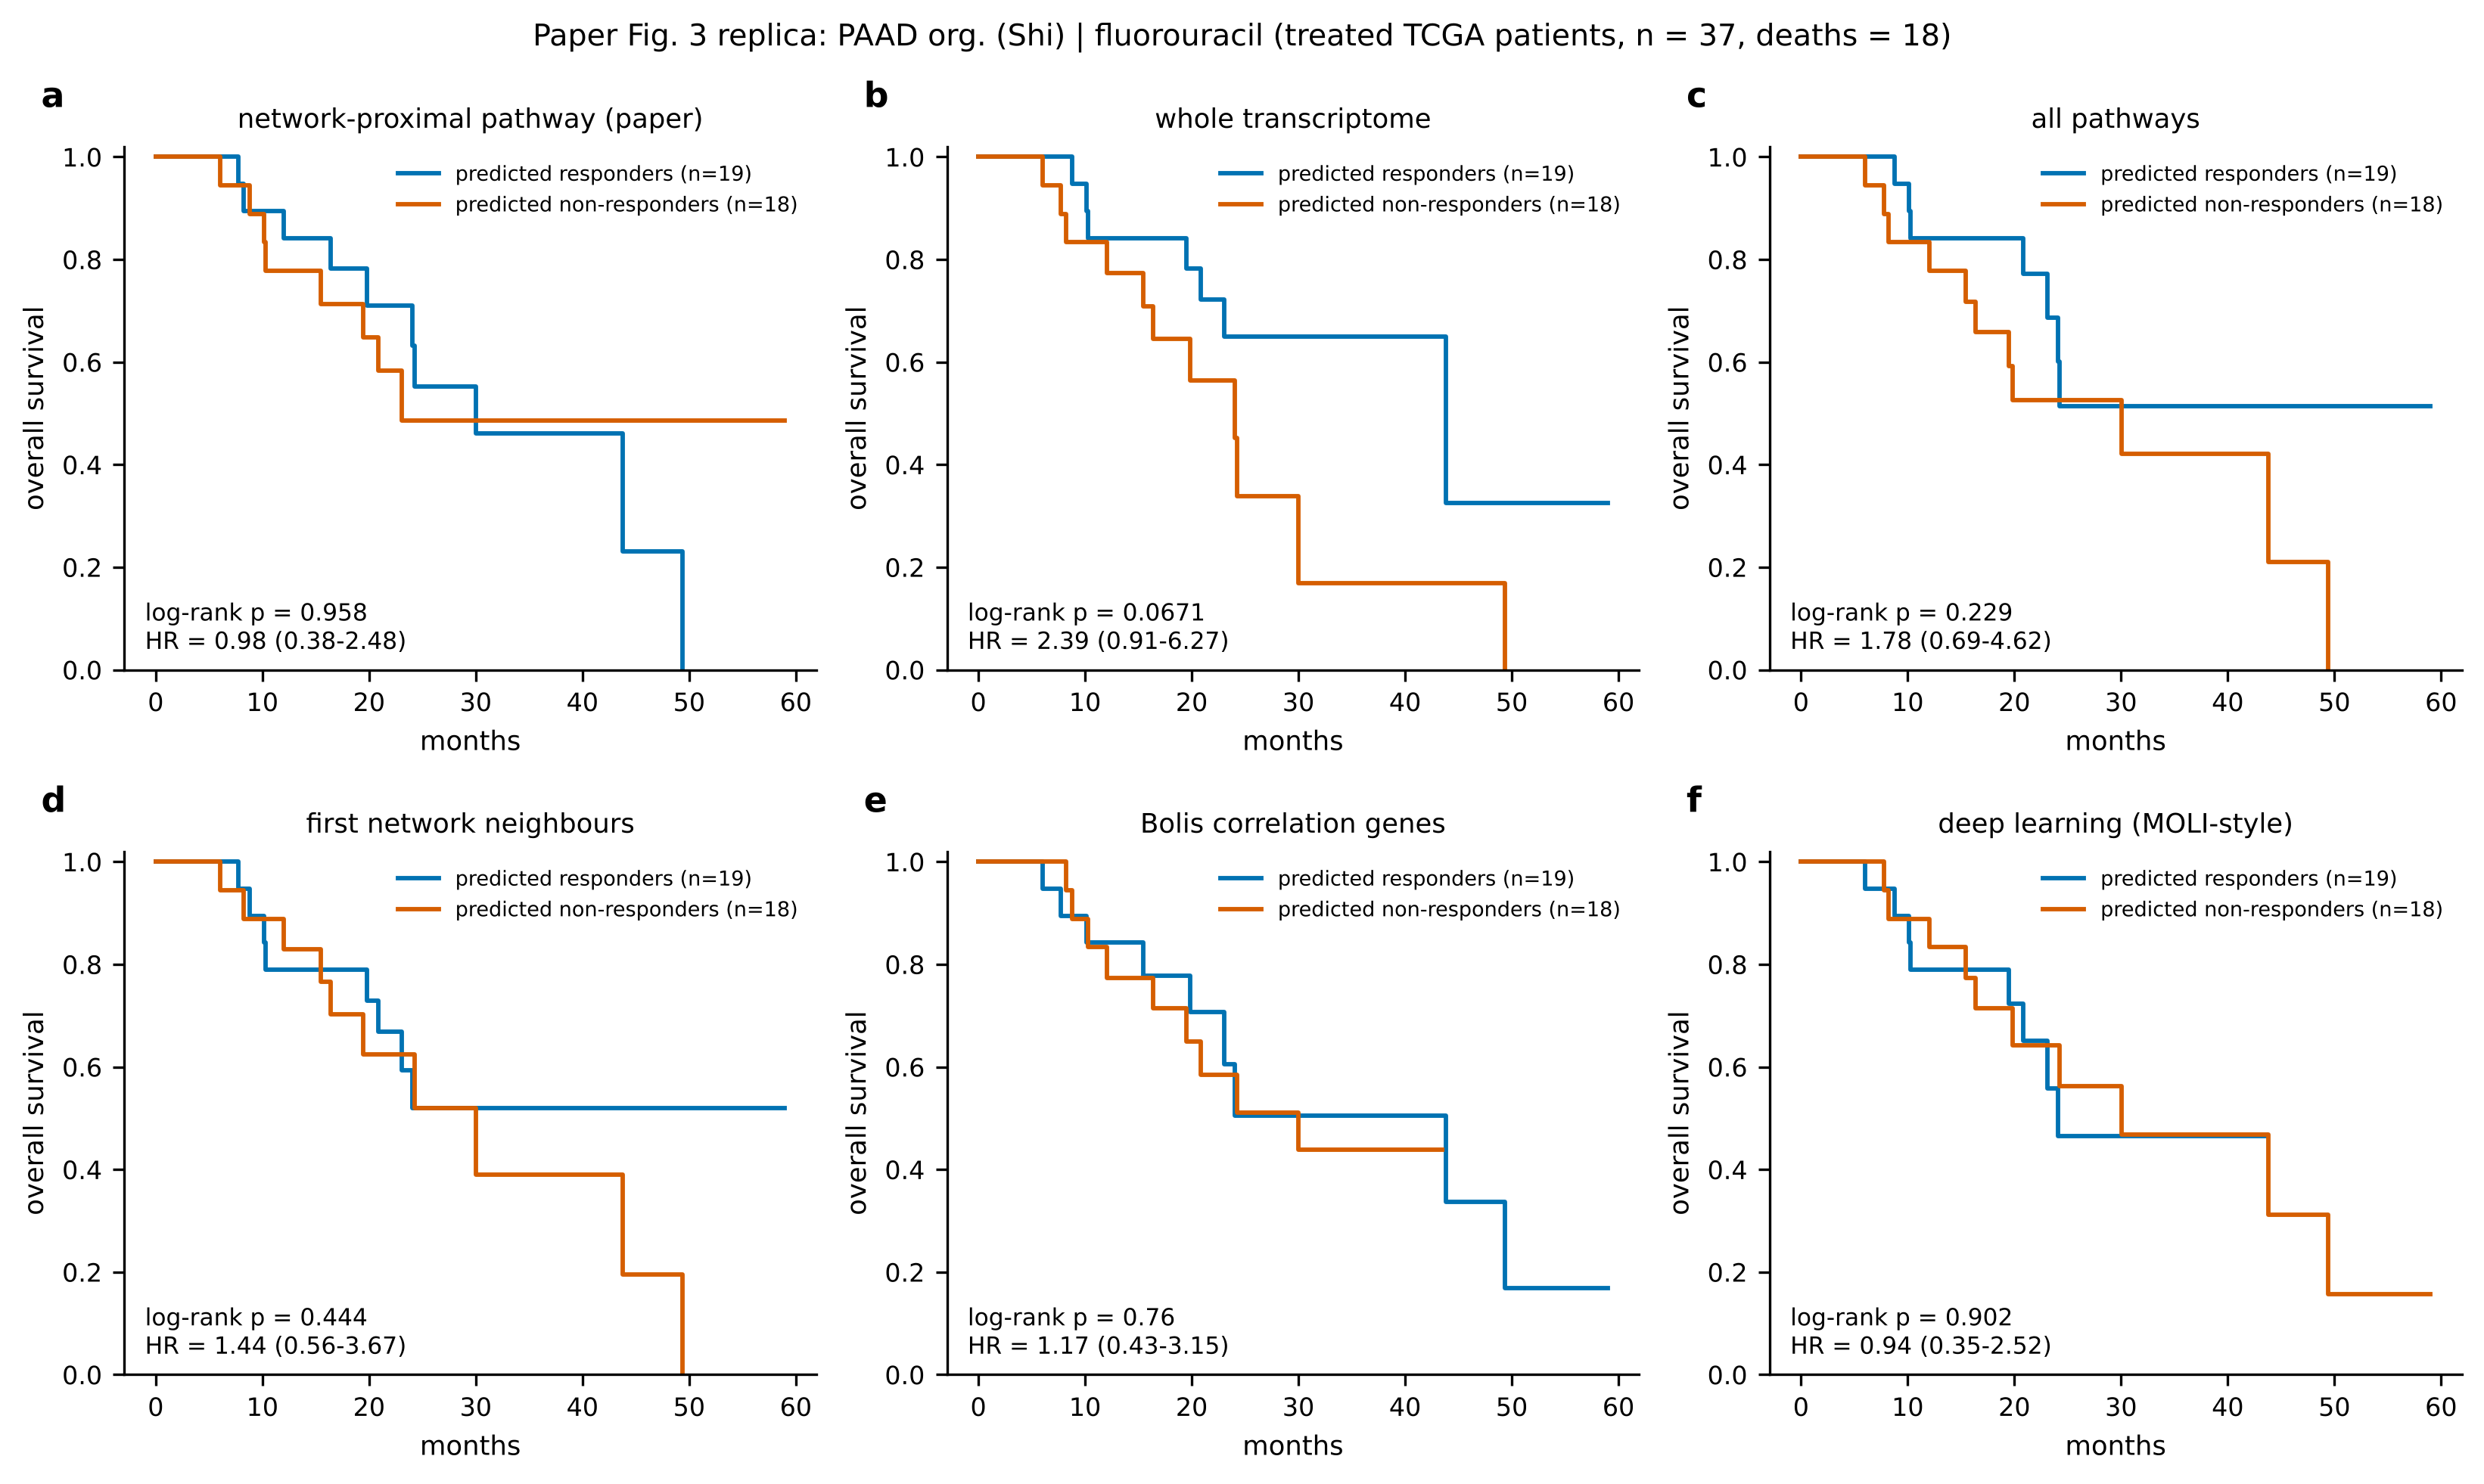 Paper Fig. 3 replica: PAAD org. (Shi) | fluorouracil (treated TCGA patients, n = 37, deaths = 18)
a
network-proximal pathway (paper)
predicted responders (n=19)
predicted non-responders (n=18)
overall survival
1.0
0.8
0.6
0.4
0.2
0.0
log-rank p = 0.958
HR = 0.98 (0.38-2.48)
0 10 20 30 40 50 60
months
b
whole transcriptome
predicted responders (n=19)
predicted non-responders (n=18)
overall survival
1.0
0.8
0.6
0.4
0.2
0.0
log-rank p = 0.0671
HR = 2.39 (0.91-6.27)
0 10 20 30 40 50 60
months
c
all pathways
predicted responders (n=19)
predicted non-responders (n=18)
overall survival
1.0
0.8
0.6
0.4
0.2
0.0
log-rank p = 0.229
HR = 1.78 (0.69-4.62)
0 10 20 30 40 50 60
months
d
first network neighbours
predicted responders (n=19)
predicted non-responders (n=18)
overall survival
1.0
0.8
0.6
0.4
0.2
0.0
log-rank p = 0.444
HR = 1.44 (0.56-3.67)
0 10 20 30 40 50 60
months
e
Bolis correlation genes
predicted responders (n=19)
predicted non-responders (n=18)
overall survival
1.0
0.8
0.6
0.4
0.2
0.0
log-rank p = 0.76
HR = 1.17 (0.43-3.15)
0 10 20 30 40 50 60
months
f
deep learning (MOLI-style)
predicted responders (n=19)
predicted non-responders (n=18)
overall survival
1.0
0.8
0.6
0.4
0.2
0.0
log-rank p = 0.902
HR = 0.94 (0.35-2.52)
0 10 20 30 40 50 60
months